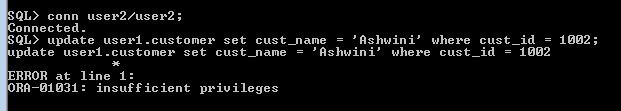 SQL> conn user2/user2;
Connected.
SQL> update user1.customer set cust_name = 'Ashwini' where cust_id = 1002;
update user1.customer set cust_name = 'Ashwini' where cust_id = 1002
             *
ERROR at line 1:
ORA-01031: insufficient privileges